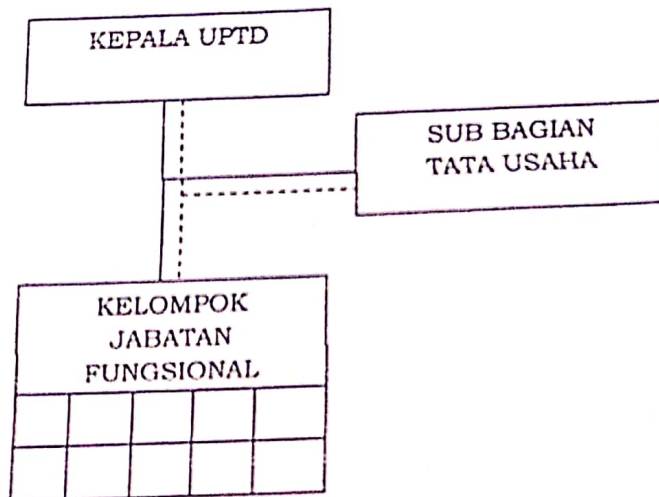 KEPALA UPTD
SUB BAGIAN
TATA USAHA
KELOMPOK
JABATAN
FUNGSIONAL